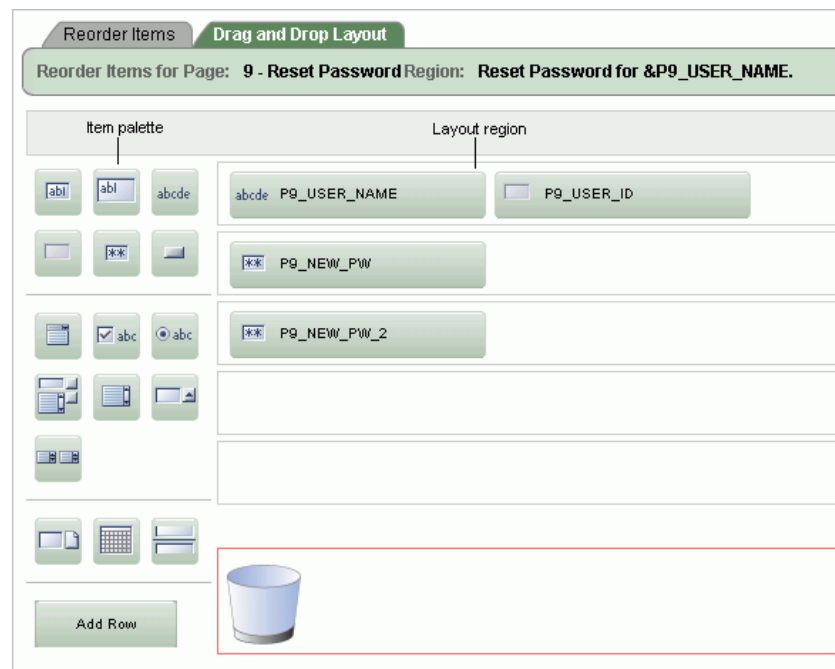 Reorder Items Drag and Drop Layout
Reorder Items for Page: 9 - Reset Password Region: Reset Password for &P9_USER_NAME.
Item palette Layout region
abl abl abcde
abcde P9_USER_NAME P9_USER_ID
**
** P9_NEW_PW
abc abc
** P9_NEW_PW_2
Add Row